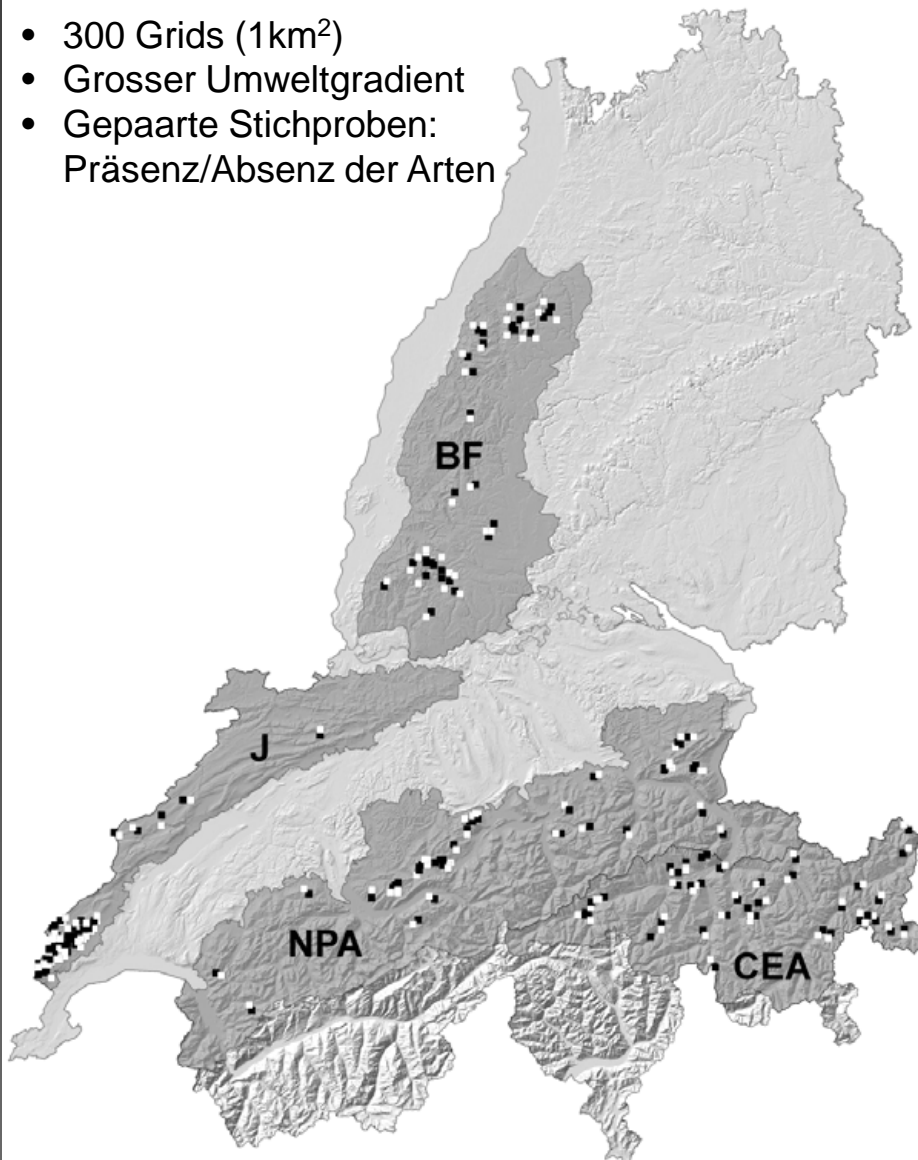 • 300 Grids (1km²)
• Grosser Umweltgradient
• Gepaarte Stichproben:
Präsenz/Absenz der Arten
BF
J
NPA
CEA